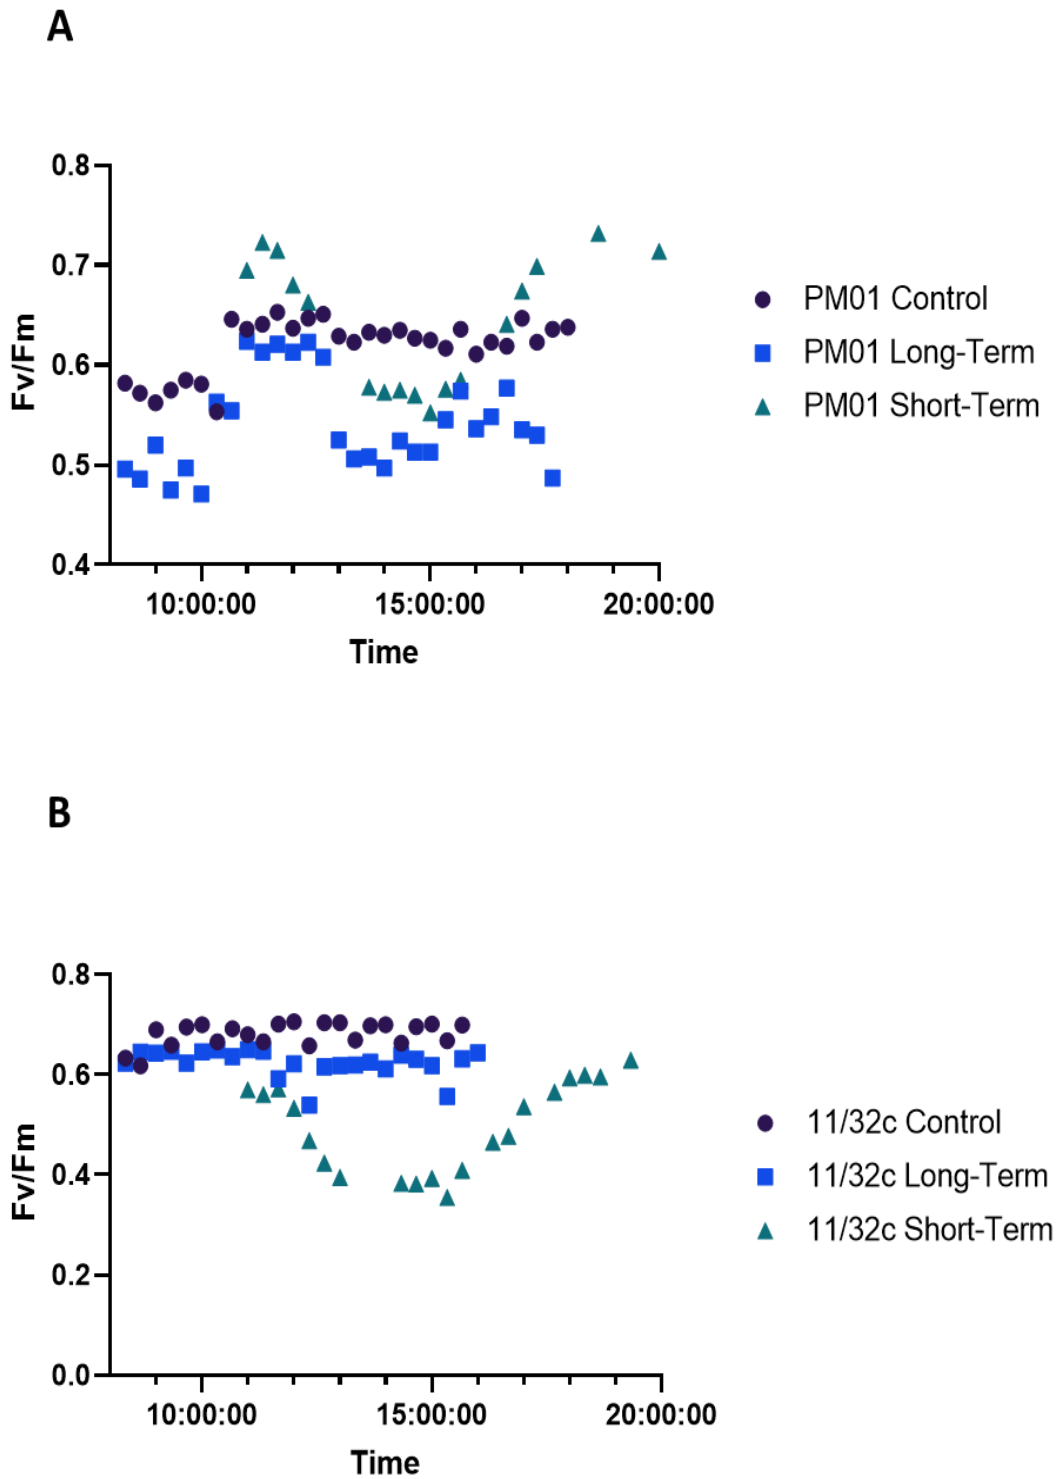 A
0.8
0.7
0.6
0.5
0.4
Fv/Fm
10:00:00 15:00:00 20:00:00
Time
PM01 Control
PM01 Long-Term
PM01 Short-Term
B
0.8
0.6
0.4
0.2
0.0
Fv/Fm
10:00:00 15:00:00 20:00:00
Time
11/32c Control
11/32c Long-Term
11/32c Short-Term